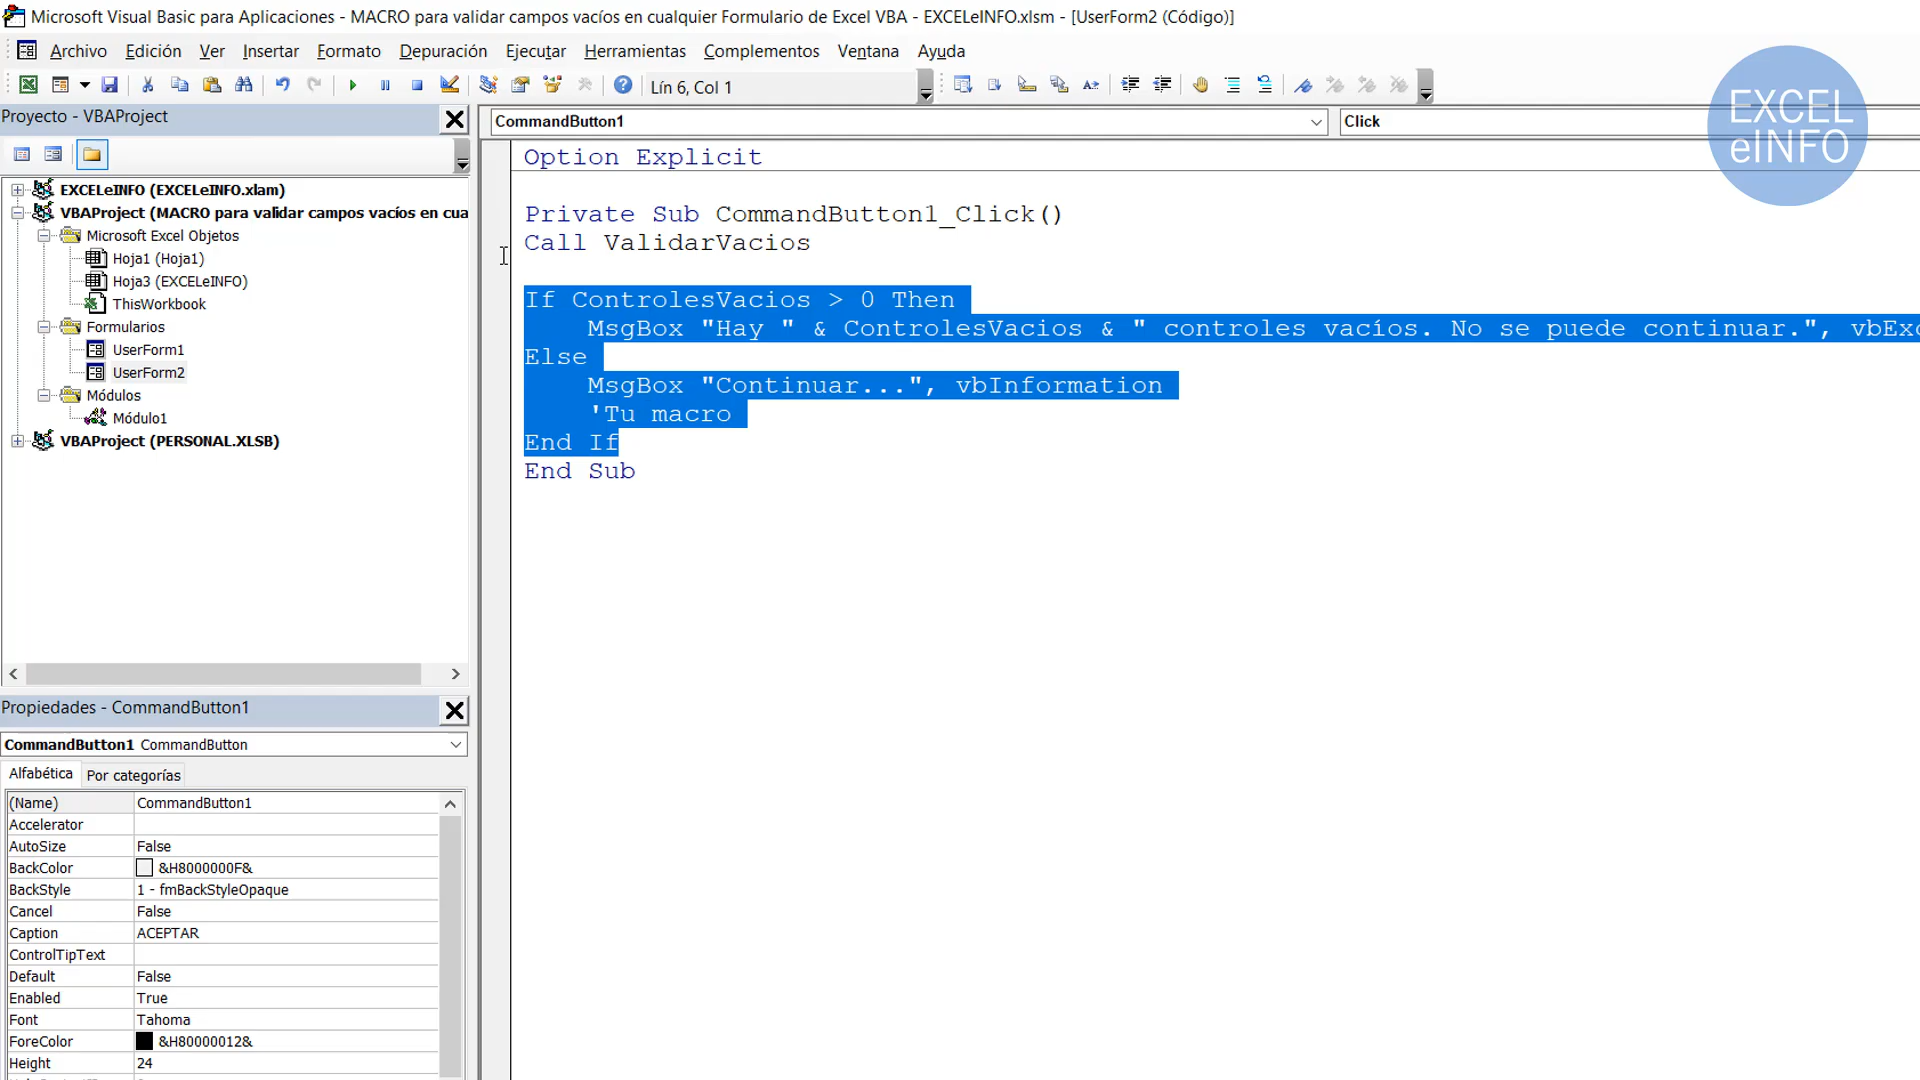 Microsoft Visual Basic para Aplicaciones - MACRO para validar campos vacíos en cualquier Formulario de Excel VBA - EXCELeINFO.xlsm - [UserForm2 (Código)]
Archivo Edición Ver Insertar Formato Depuración Ejecutar Herramientas Complementos Ventana Ayuda
Lín 6, Col 1
EXCEL
eINFO
Proyecto - VBAProject
EXCELeINFO (EXCELeINFO.xlam)
VBAProject (MACRO para validar campos vacíos en cua
Microsoft Excel Objetos
Hoja1 (Hoja1)
Hoja3 (EXCELeINFO)
ThisWorkbook
Formularios
UserForm1
UserForm2
Módulos
Módulo1
VBAProject (PERSONAL.XLSB)
CommandButton1 Click
Option Explicit
Private Sub CommandButton1_Click()
Call ValidarVacios
If ControlesVacios > 0 Then
MsgBox "Hay " & ControlesVacios & " controles vacíos. No se puede continuar.", vbExc
Else
MsgBox "Continuar...", vbInformation
'Tu macro
End If
End Sub
Propiedades - CommandButton1
CommandButton1 CommandButton
Alfabética Por categorías
(Name) CommandButton1
Accelerator
AutoSize False
BackColor &H8000000F&
BackStyle 1 - fmBackStyleOpaque
Cancel False
Caption ACEPTAR
ControlTipText
Default False
Enabled True
Font Tahoma
ForeColor &H80000012&
Height 24